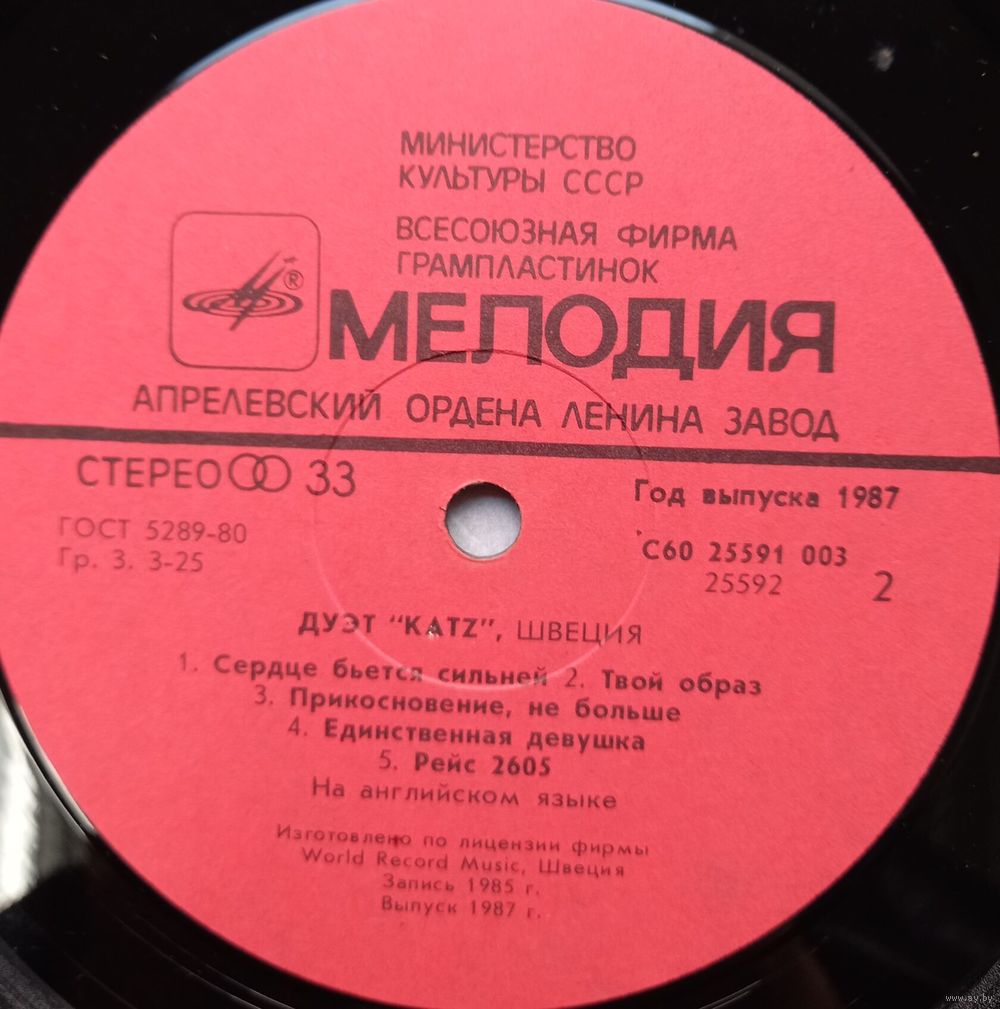 МИНИСТЕРСТВО
КУЛЬТУРЫ СССР
ВСЕСОЮЗНАЯ ФИРМА
ГРАМПЛАСТИНОК
®
МЕЛОДИЯ
АПРЕЛЕВСКИЙ ОРДЕНА ЛЕНИНА ЗАВОД
СТЕРЕО 33
Год выпуска 1987
ГОСТ 5289-80
Гр. 3. 3-25
С60 25591 003
25592
2
ДУЭТ "KATZ", ШВЕЦИЯ
1. Сердце бьется сильней 2. Твой образ
3. Прикосновение, не больше
4. Единственная девушка
5. Рейс 2605
На английском языке
Изготовлено по лицензии фирмы
World Record Music, Швеция
Запись 1985 г.
Выпуск 1987 г.
www.ay.by